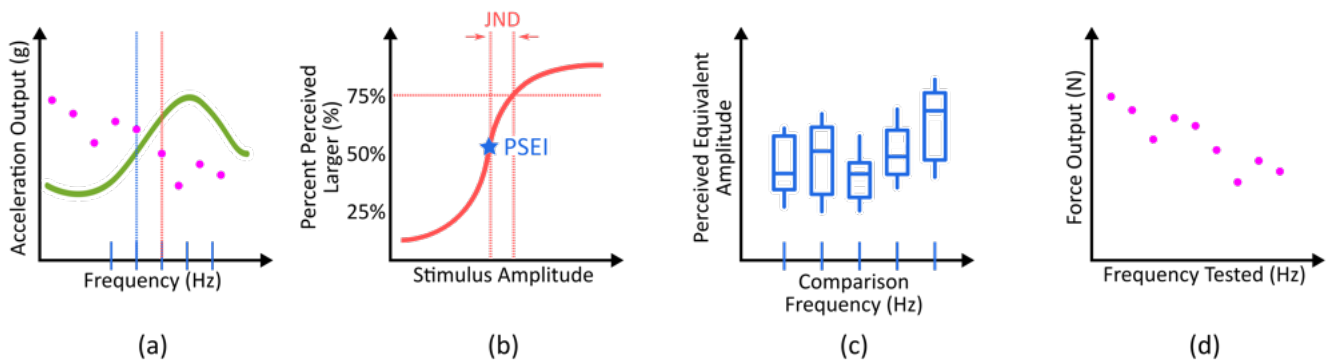 Acceleration Output (g)
Frequency (Hz)
(a)
JND
Percent Perceived
Larger (%)
75%
50%
25%
PSEI
Stimulus Amplitude
(b)
Perceived Equivalent
Amplitude
Comparison
Frequency (Hz)
(c)
Force Output (N)
Frequency Tested (Hz)
(d)